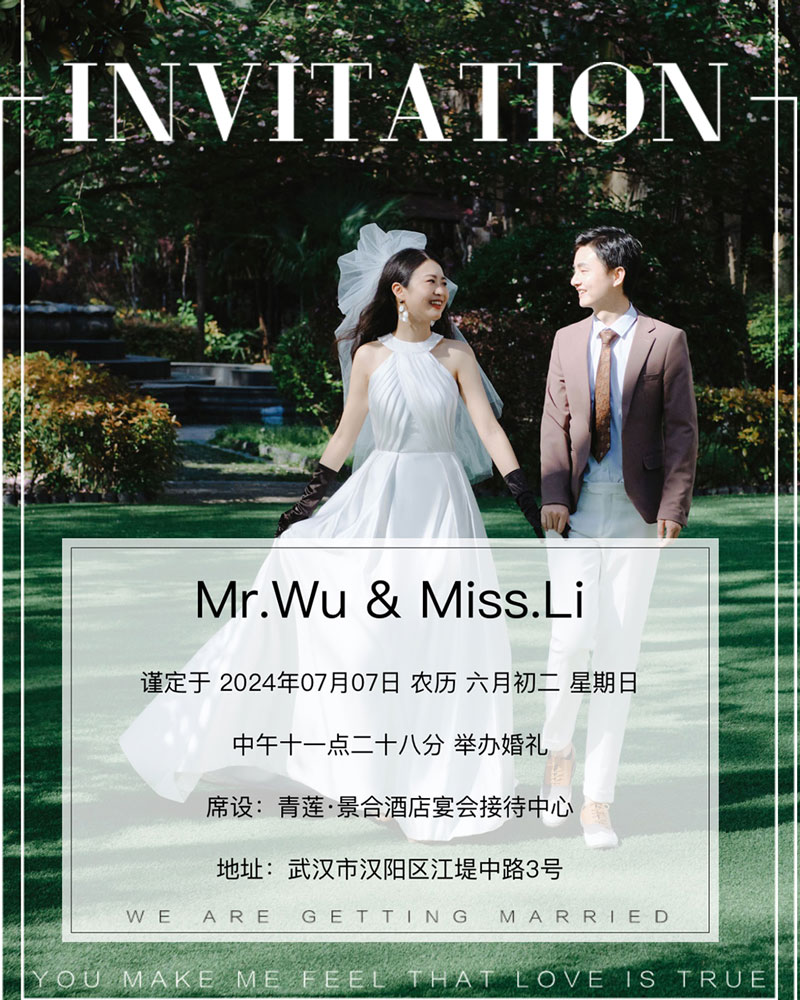 INVITATION
Mr.Wu & Miss.Li
谨定于 2024年07月07日 农历 六月初二 星期日
中午十一点二十八分 举办婚礼
席设：青莲·景合酒店宴会接待中心
地址：武汉市汉阳区江堤中路3号
WE ARE GETTING MARRIED
YOU MAKE ME FEEL THAT LOVE IS TRUE